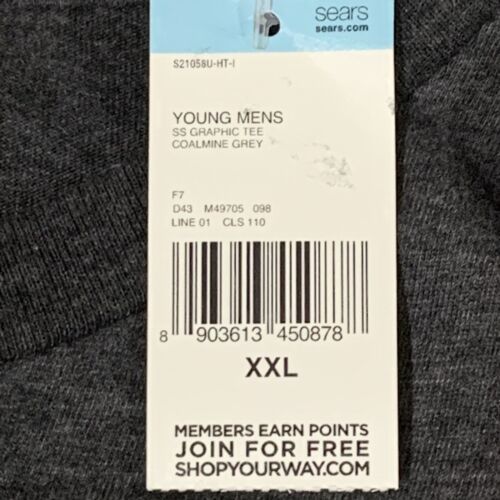 sears
sears.com
S21058U-HT-I
YOUNG MENS
SS GRAPHIC TEE
COALMINE GREY
F7
D43 M49705 098
LINE 01 CLS 110
8 903613 450878
XXL
MEMBERS EARN POINTS
JOIN FOR FREE
SHOPYOURWAY.COM